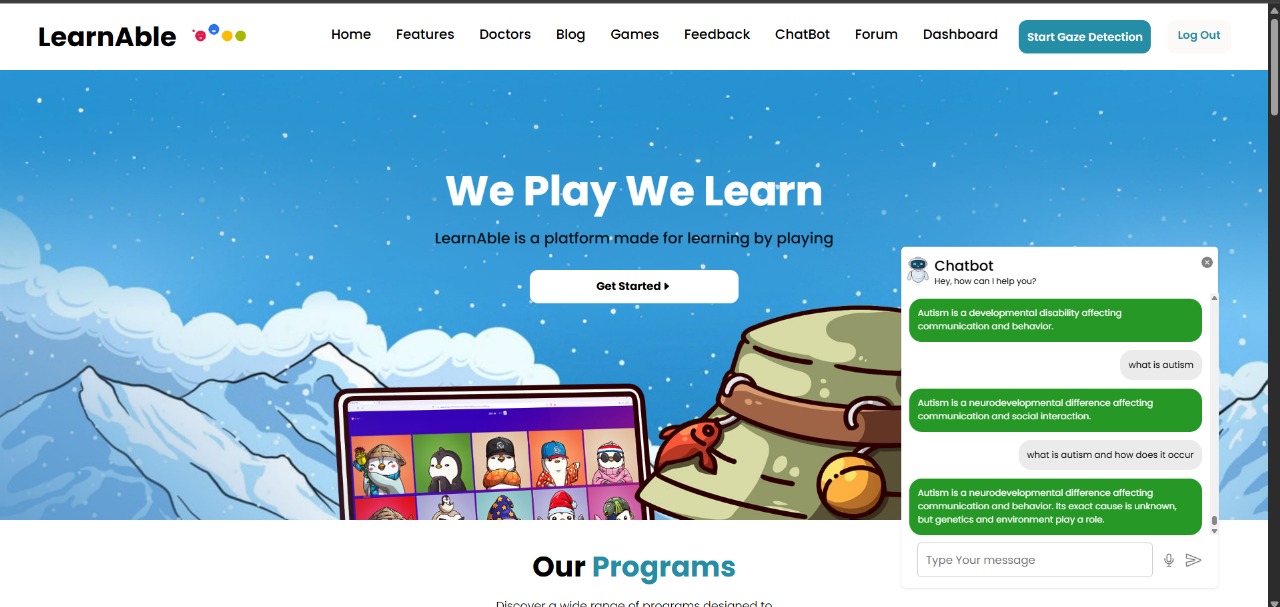 LearnAble
Home Features Doctors Blog Games Feedback ChatBot Forum Dashboard Start Gaze Detection Log Out
We Play We Learn
LearnAble is a platform made for learning by playing
Get Started
Chatbot
Hey, how can I help you?
Autism is a developmental disability affecting
communication and behavior.
what is autism
Autism is a neurodevelopmental difference affecting
communication and social interaction.
what is autism and how does it occur
Autism is a neurodevelopmental difference affecting
communication and behavior. Its exact cause is unknown,
but genetics and environment play a role.
Type Your message
Our Programs
Discover a wide range of programs designed to